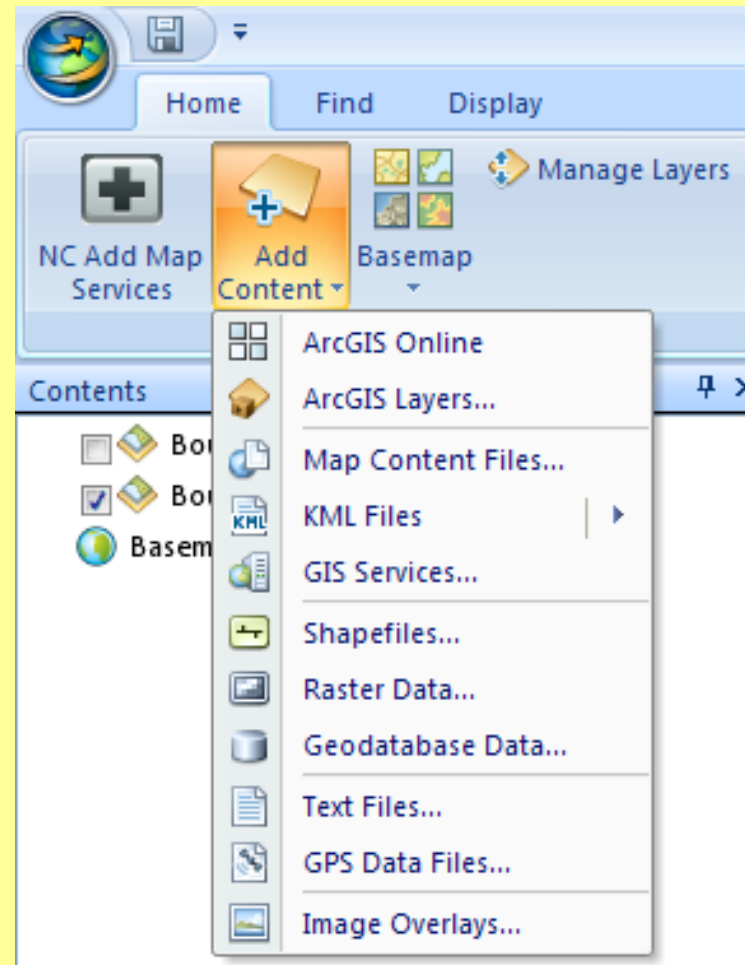 Home Find Display
NC Add Map Services
Add Content
Basemap
Manage Layers
Contents
Basem
ArcGIS Online
ArcGIS Layers...
Map Content Files...
KML
KML Files
GIS Services...
Shapefiles...
Raster Data...
Geodatabase Data...
Text Files...
GPS Data Files...
Image Overlays...